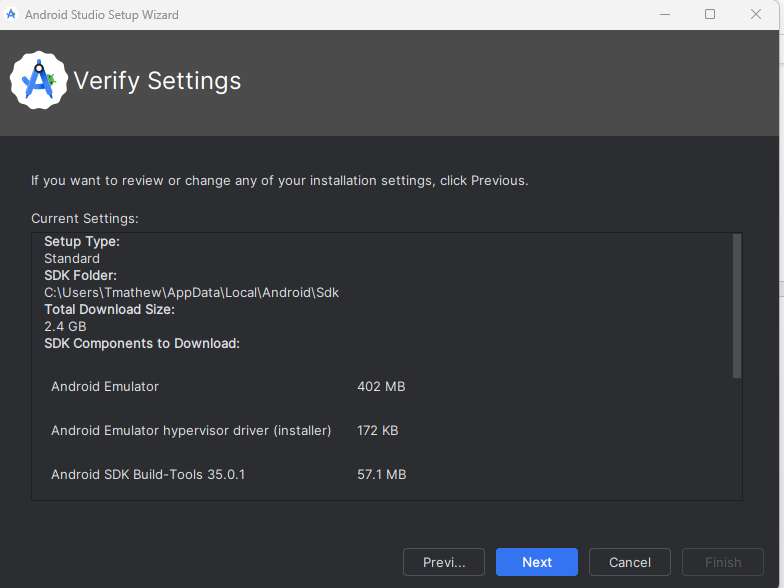 Android Studio Setup Wizard
Verify Settings
If you want to review or change any of your installation settings, click Previous.
Current Settings:
Setup Type:
Standard
SDK Folder:
C:\Users\Tmathew\AppData\Local\Android\Sdk
Total Download Size:
2.4 GB
SDK Components to Download:
Android Emulator 402 MB
Android Emulator hypervisor driver (installer) 172 KB
Android SDK Build-Tools 35.0.1 57.1 MB
Previ... Next Cancel Finish